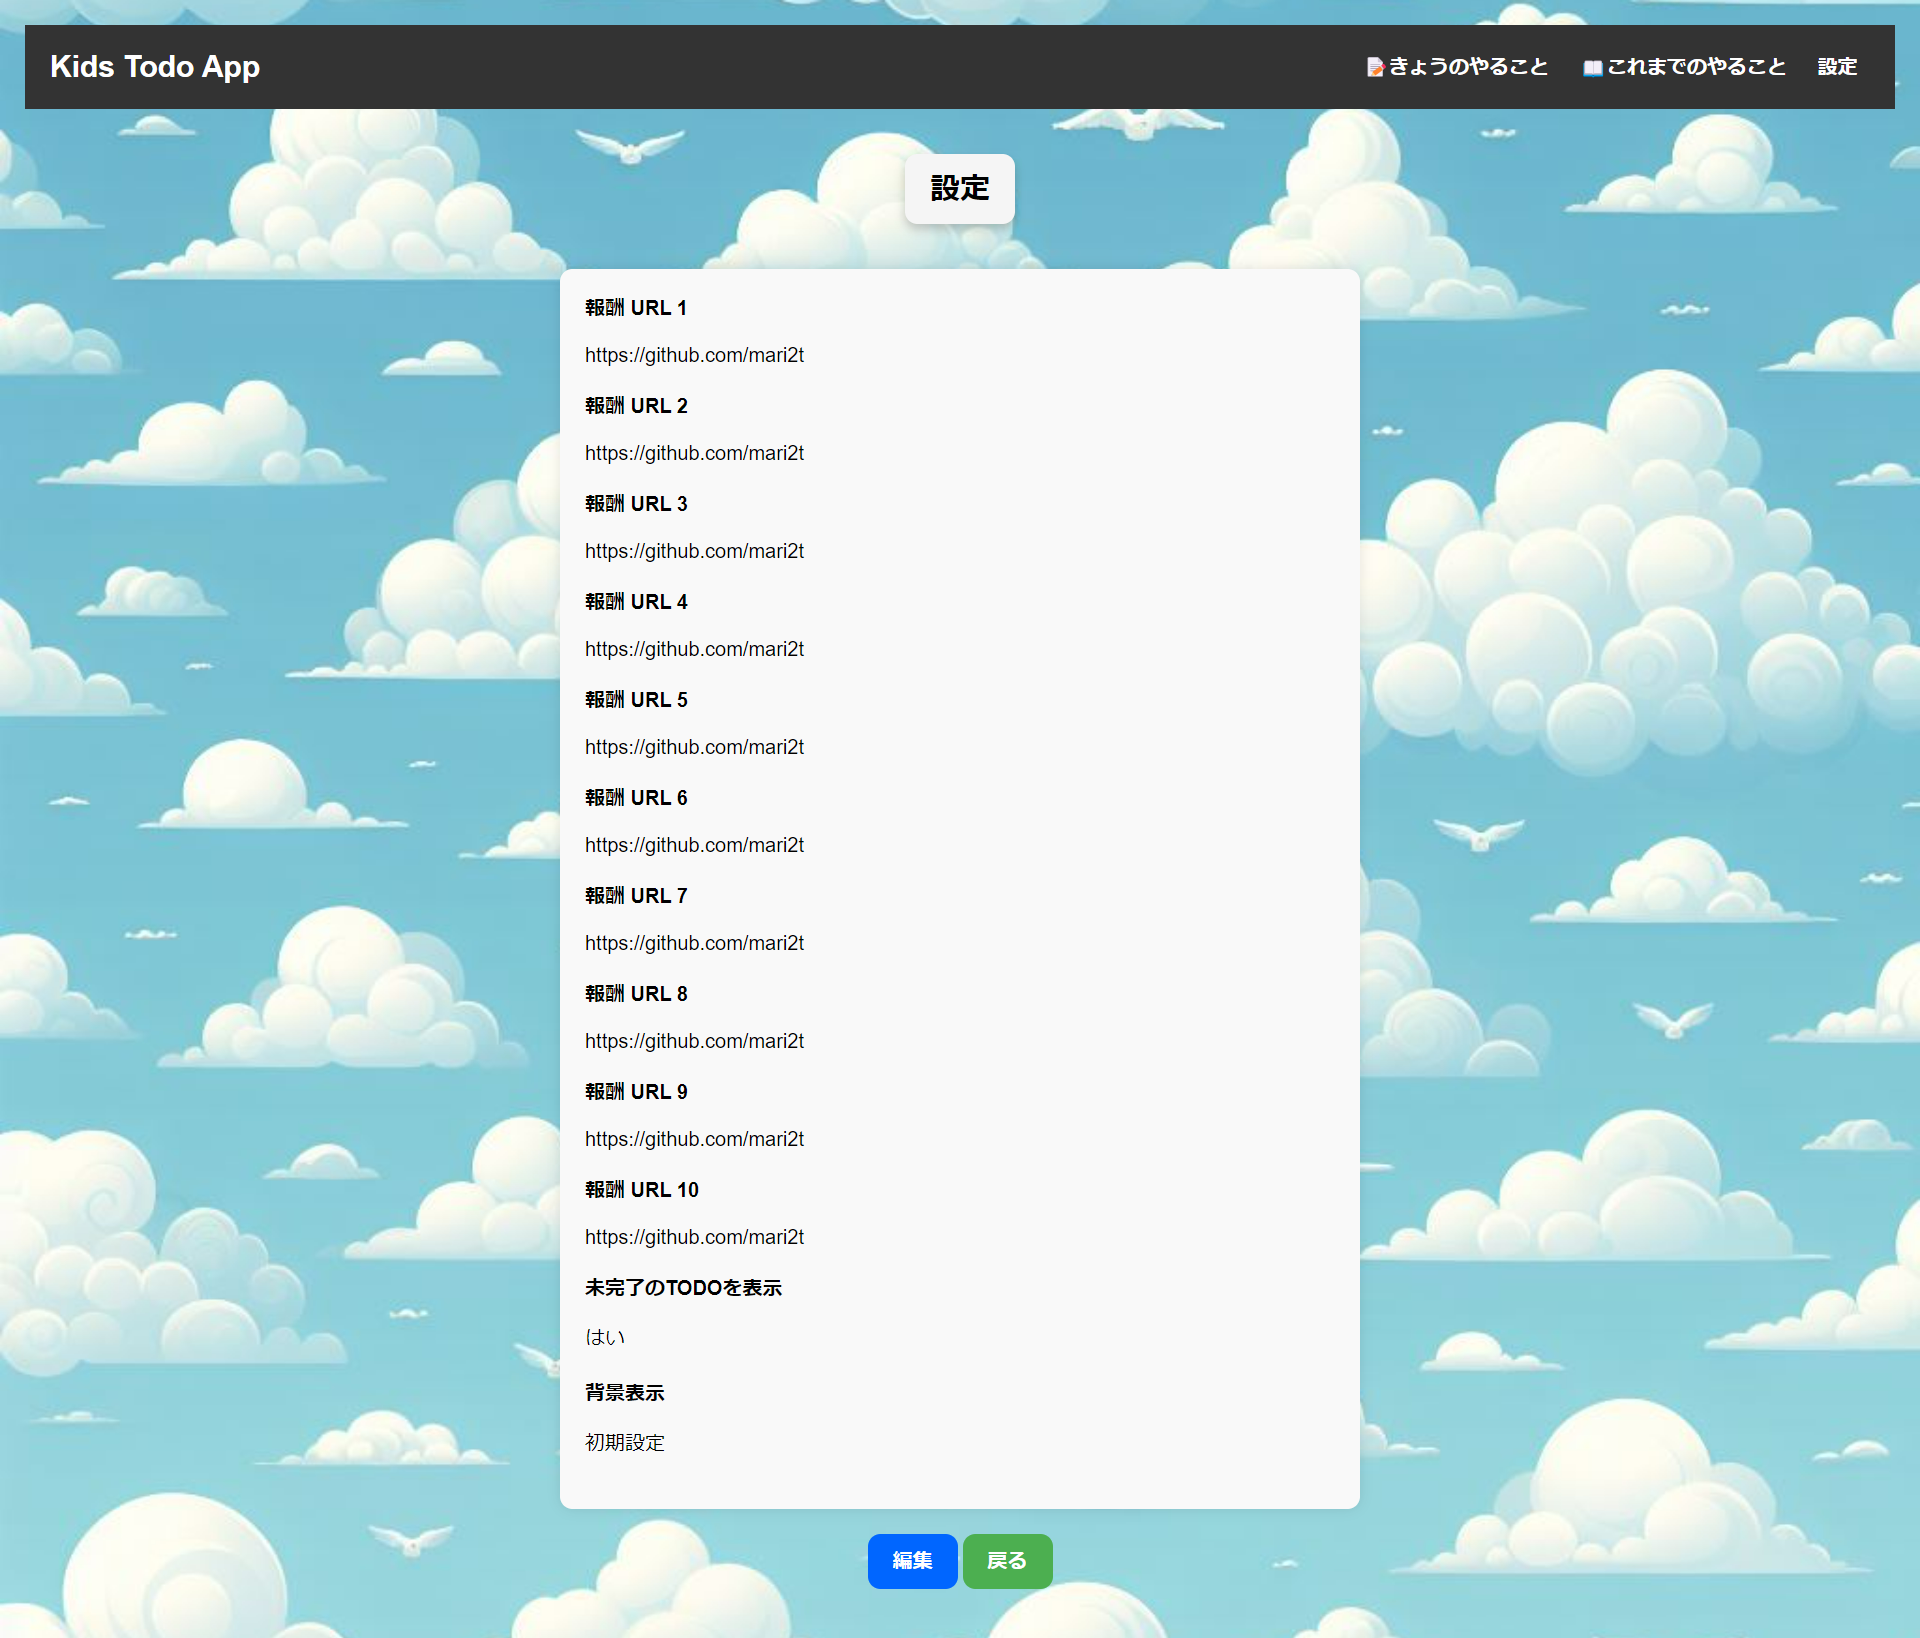 Kids Todo App
📝きょうのやること 📖これまでのやること 設定
設定
報酬 URL 1
https://github.com/mari2t
報酬 URL 2
https://github.com/mari2t
報酬 URL 3
https://github.com/mari2t
報酬 URL 4
https://github.com/mari2t
報酬 URL 5
https://github.com/mari2t
報酬 URL 6
https://github.com/mari2t
報酬 URL 7
https://github.com/mari2t
報酬 URL 8
https://github.com/mari2t
報酬 URL 9
https://github.com/mari2t
報酬 URL 10
https://github.com/mari2t
未完了のTODOを表示
はい
背景表示
初期設定
編集 戻る